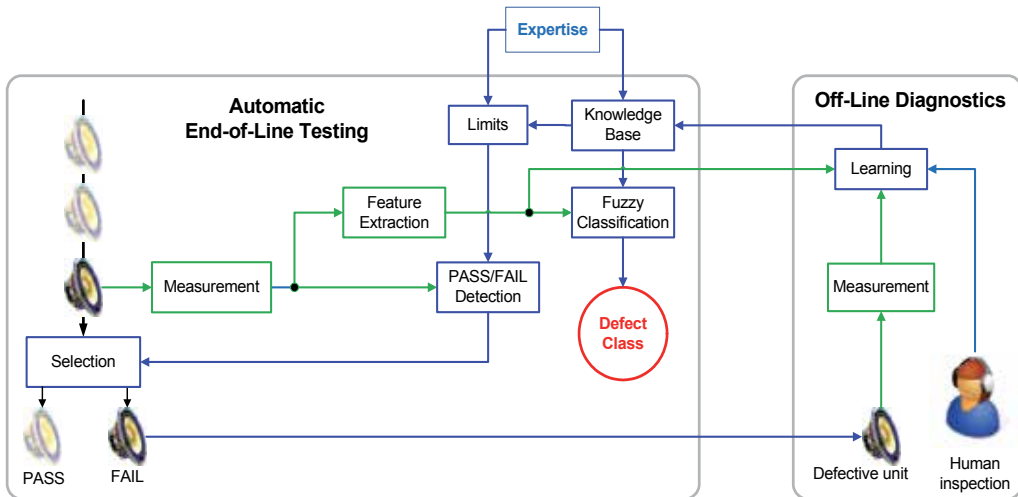 Expertise
Automatic
End-of-Line Testing
Off-Line Diagnostics
Limits
Knowledge
Base
Learning
Feature
Extraction
Fuzzy
Classification
Measurement
PASS/FAIL
Detection
Measurement
Defect
Class
Selection
PASS
FAIL
Defective unit
Human
inspection